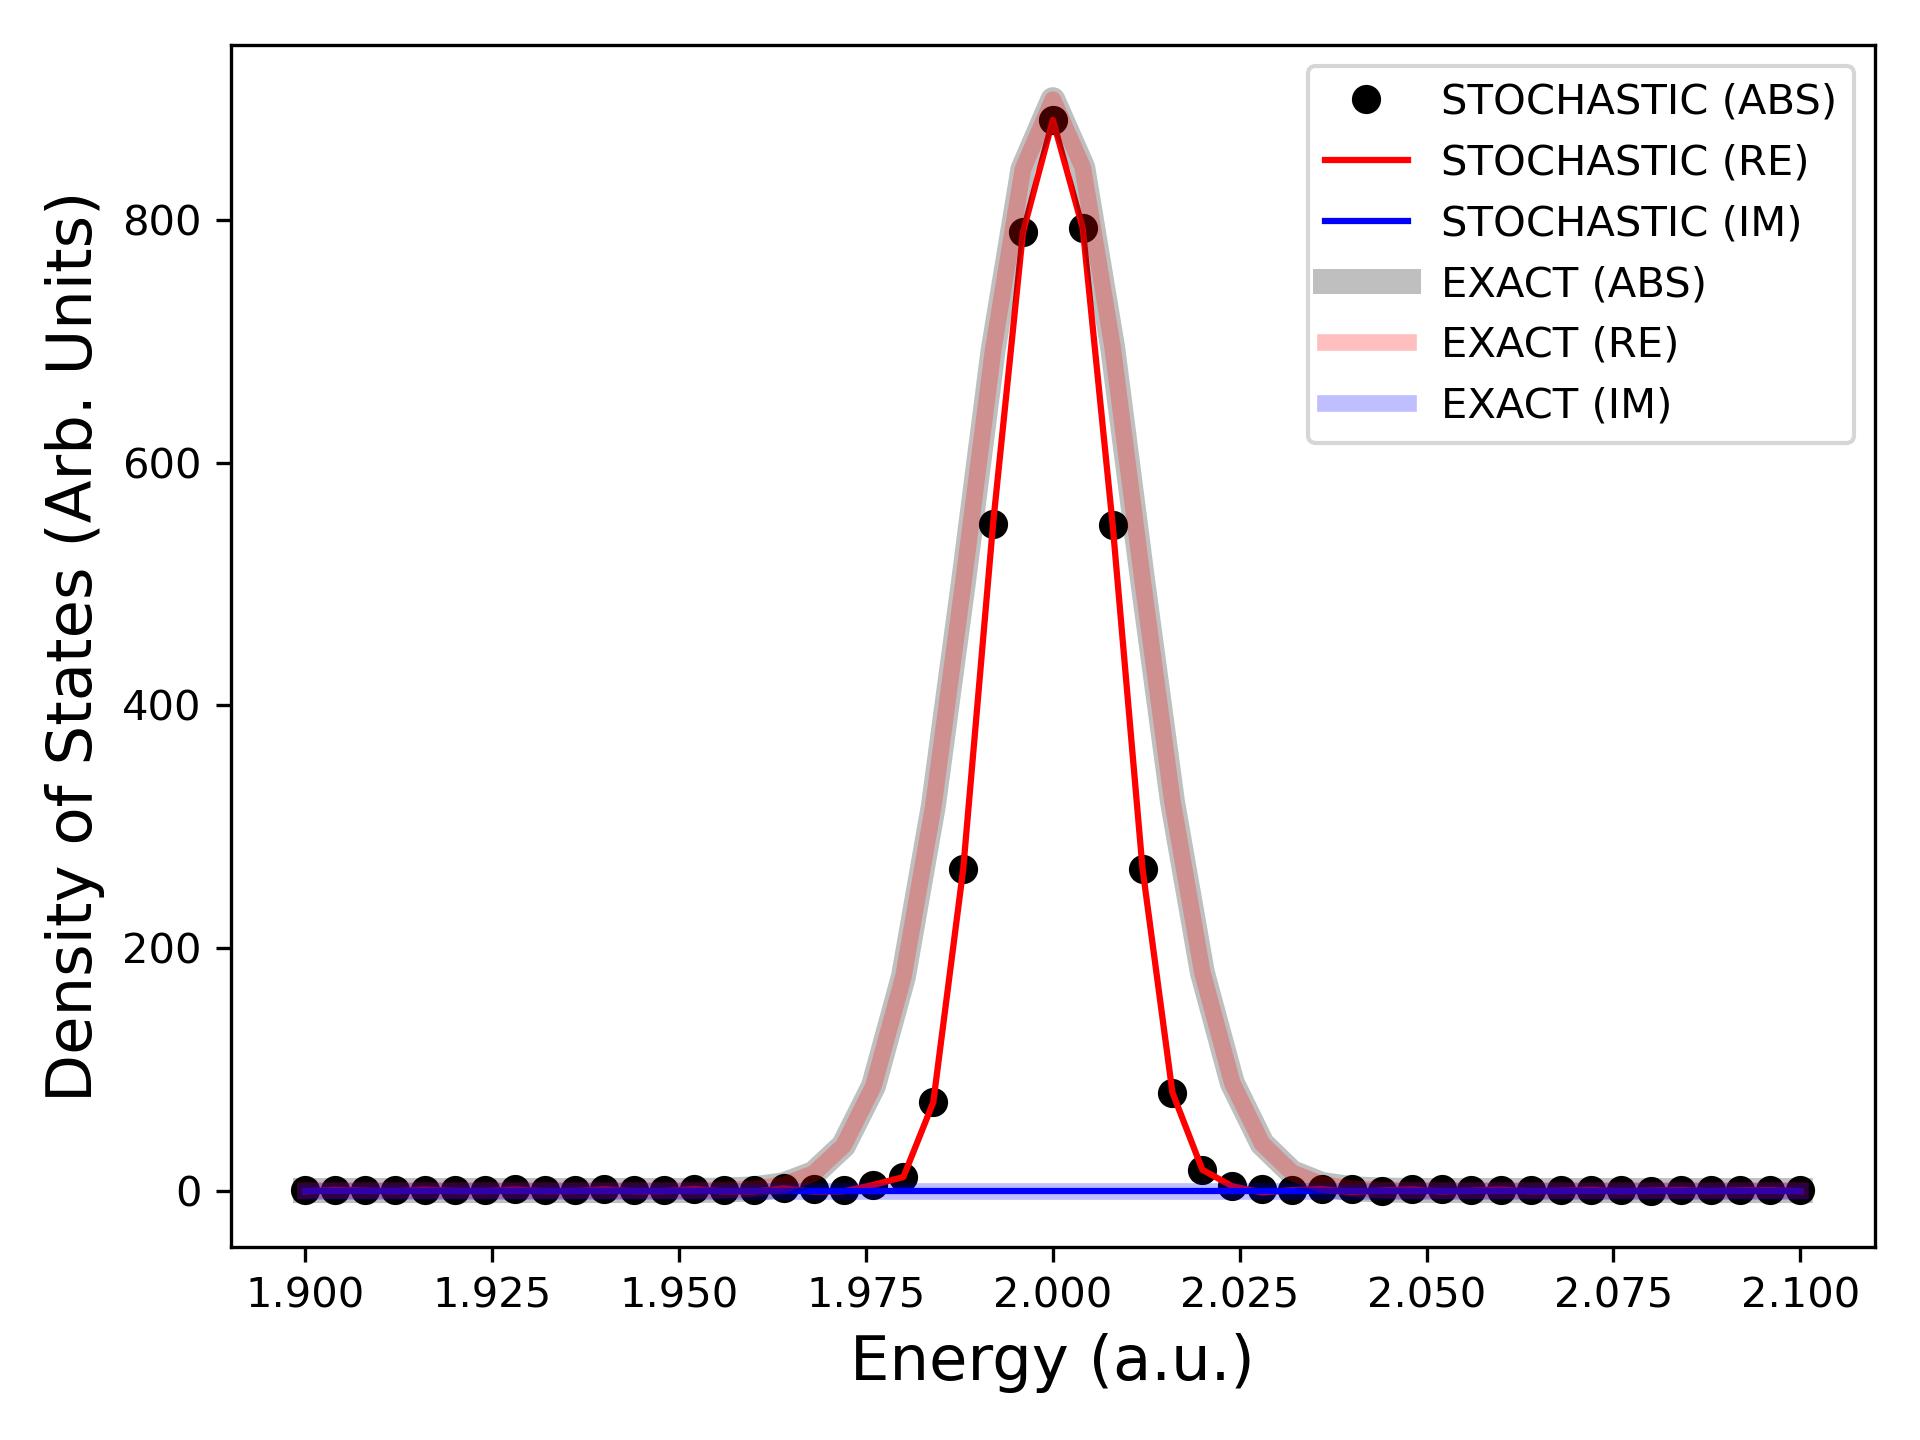 STOCHASTIC (ABS)
STOCHASTIC (RE)
STOCHASTIC (IM)
EXACT (ABS)
EXACT (RE)
EXACT (IM)
Density of States (Arb. Units)
800
600
400
200
0
1.900 1.925 1.950 1.975 2.000 2.025 2.050 2.075 2.100
Energy (a.u.)